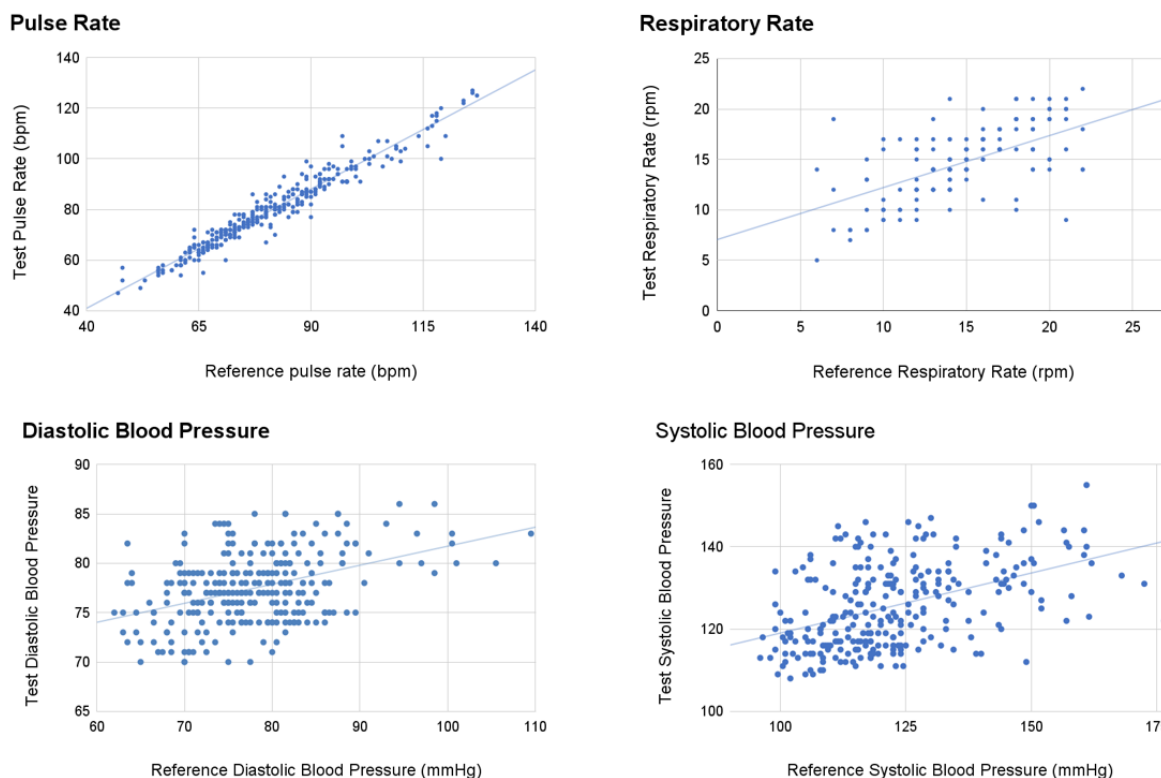 Pulse Rate
Test Pulse Rate (bpm)
140
120
100
80
60
40
40 65 90 115 140
Reference pulse rate (bpm)
Respiratory Rate
Test Respiratory Rate (rpm)
25
20
15
10
5
0
0 5 10 15 20 25
Reference Respiratory Rate (rpm)
Diastolic Blood Pressure
Test Diastolic Blood Pressure
90
85
80
75
70
65
60 70 80 90 100 110
Reference Diastolic Blood Pressure (mmHg)
Systolic Blood Pressure
Test Systolic Blood Pressure
160
140
120
100
100 125 150 17
Reference Systolic Blood Pressure (mmHg)